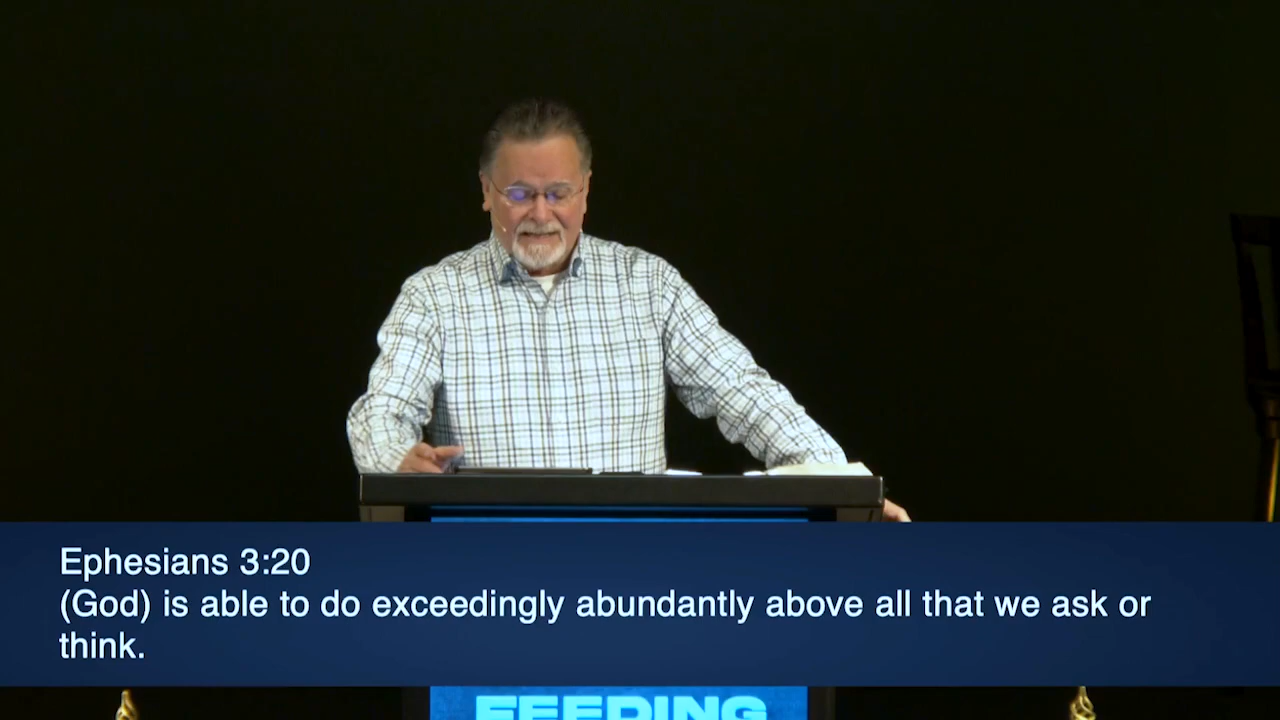 Ephesians 3:20
(God) is able to do exceedingly abundantly above all that we ask or
think.
FEEDING